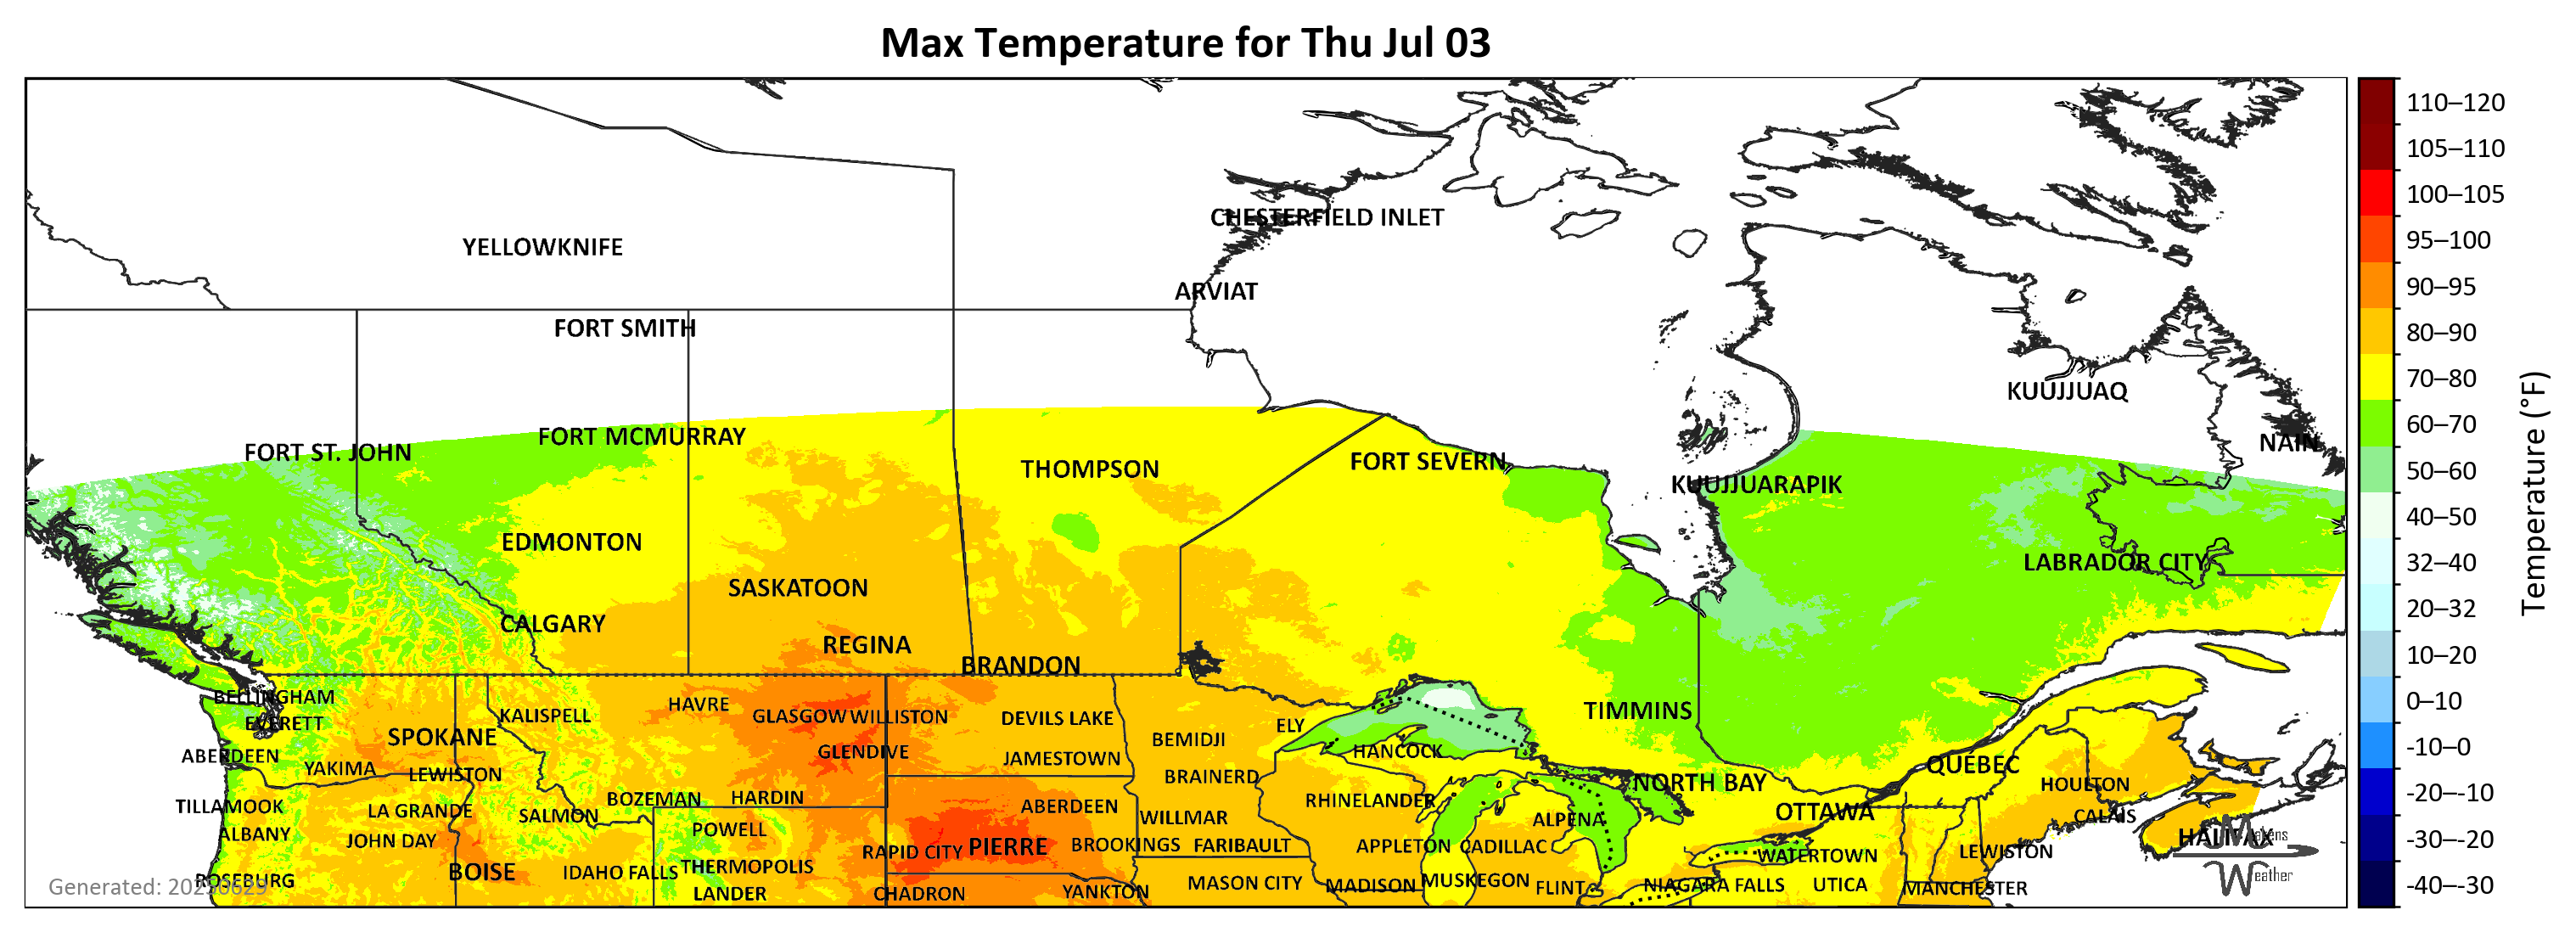 Max Temperature for Thu Jul 03
CHESTERFIELD INLET
YELLOWKNIFE
ARVIAT
FORT SMITH
KUUJJUAQ
FORT MCMURRAY
NAIN
FORT ST. JOHN
THOMPSON
FORT SEVERN
KUUJJUARAPIK
EDMONTON
LABRADOR CITY
SASKATOON
CALGARY
REGINA
BRANDON
BELLINGHAM
HAVRE
TIMMINS
KALISPELL
GLASGOW WILLISTON
DEVILS LAKE
EVERETT
ELY
SPOKANE
BEMIDJI
ABERDEEN
GLENDIVE
HANCOCK
JAMESTOWN
QUÉBEC
YAKIMA
LEWISTON
BRAINERD
NORTH BAY
HOULTON
TILLAMOOK
LA GRANDE
BOZEMAN
HARDIN
ABERDEEN
RHINELANDER
OTTAWA
SALMON
WILLMAR
ALPENA
CALAIS
ALBANY
JOHN DAY
POWELL
RAPID CITY
PIERRE
BROOKINGS
FARIBAULT
APPLETON
CADILLAC
WATERTOWN
LEWISTON
HALIFAX
BOISE
IDAHO FALLS
THERMOPOLIS
ROSEBURG
MASON CITY
MADISON
MUSKEGON
FLINT
NIAGARA FALLS
UTICA
MANCHESTER
LANDER
CHADRON
YANKTON
Generated: 20250629
Makens
Weather
110–120
105–110
100–105
95–100
90–95
80–90
70–80
60–70
50–60
40–50
32–40
20–32
10–20
0–10
-10–0
-20–-10
-30–-20
-40–-30
Temperature (°F)